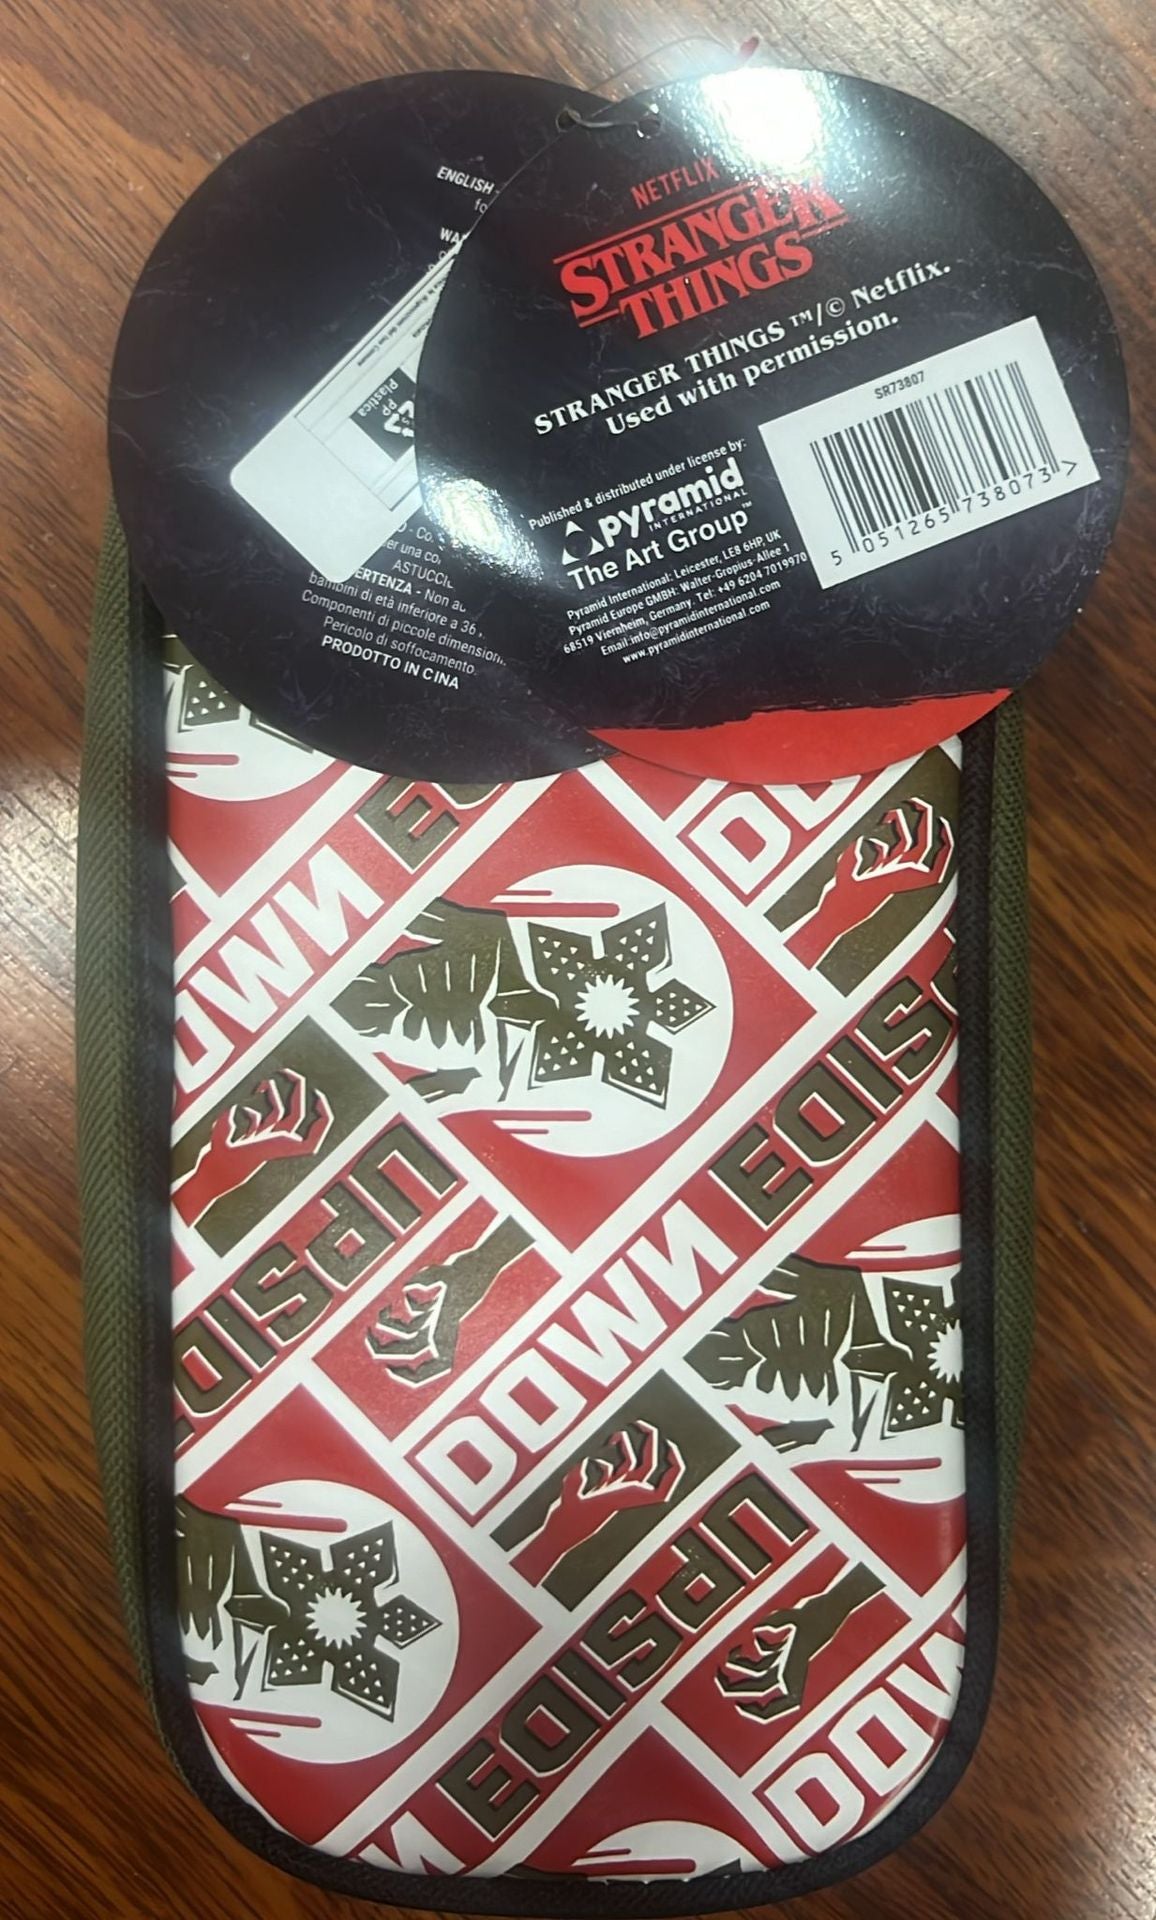 ENGLISH -
NETFLIX
STRANGER
THINGS
STRANGER THINGS ™/© Netflix.
Used with permission.
SR73807
5 051265 738073 >
Published & distributed under license by:
pyramid
INTERNATIONAL
The Art Group™
Pyramid International: Leicester, LE8 6HP, UK
Pyramid Europe GMBH: Walter-Gropius-Allee 1
68519 Viernheim, Germany. Tel: +49 6204 7019970
Email:info@pyramidinternational.com
www.pyramidinternational.com
PP
Plastica
bambini di età inferiore a 36
Componenti di piccole dimension
Pericolo di soffocamento.
PRODOTTO IN CINA
DOWN
UPSIDE
DOWN
UPSIDE
DOWN